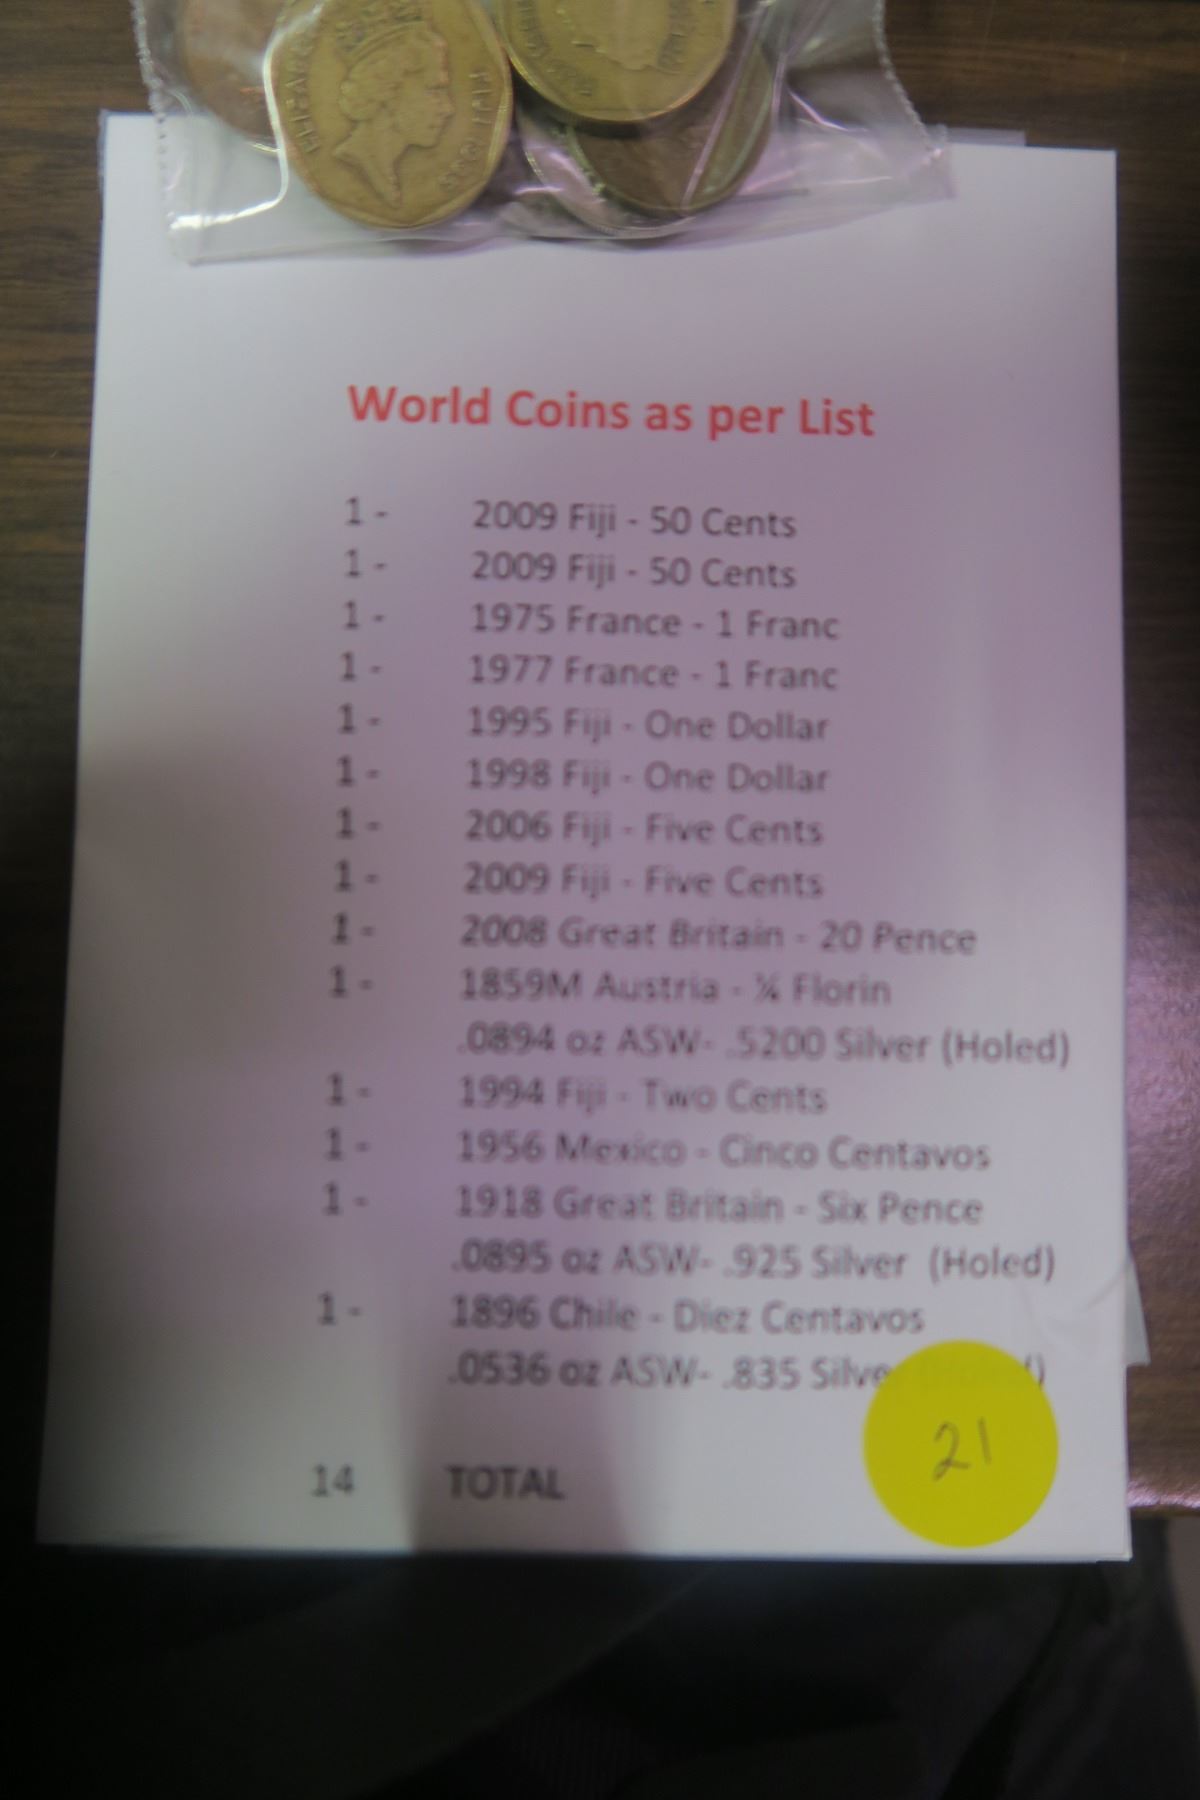 World Coins as per List
1 - 2009 Fiji - 50 Cents
1 - 2009 Fiji - 50 Cents
1 - 1975 France - 1 Franc
1 - 1977 France - 1 Franc
1 - 1995 Fiji - One Dollar
1 - 1998 Fiji - One Dollar
1 - 2006 Fiji - Five Cents
1 - 2009 Fiji - Five Cents
1 - 2008 Great Britain - 20 Pence
1 - 1859M Austria - ¼ Florin
.0894 oz ASW- .5200 Silver (Holed)
1 - 1994 Fiji - Two Cents
1 - 1956 Mexico - Cinco Centavos
1 - 1918 Great Britain - Six Pence
.0895 oz ASW- .925 Silver (Holed)
1 - 1896 Chile - Diez Centavos
.0536 oz ASW- .835 Silver
21
14 TOTAL